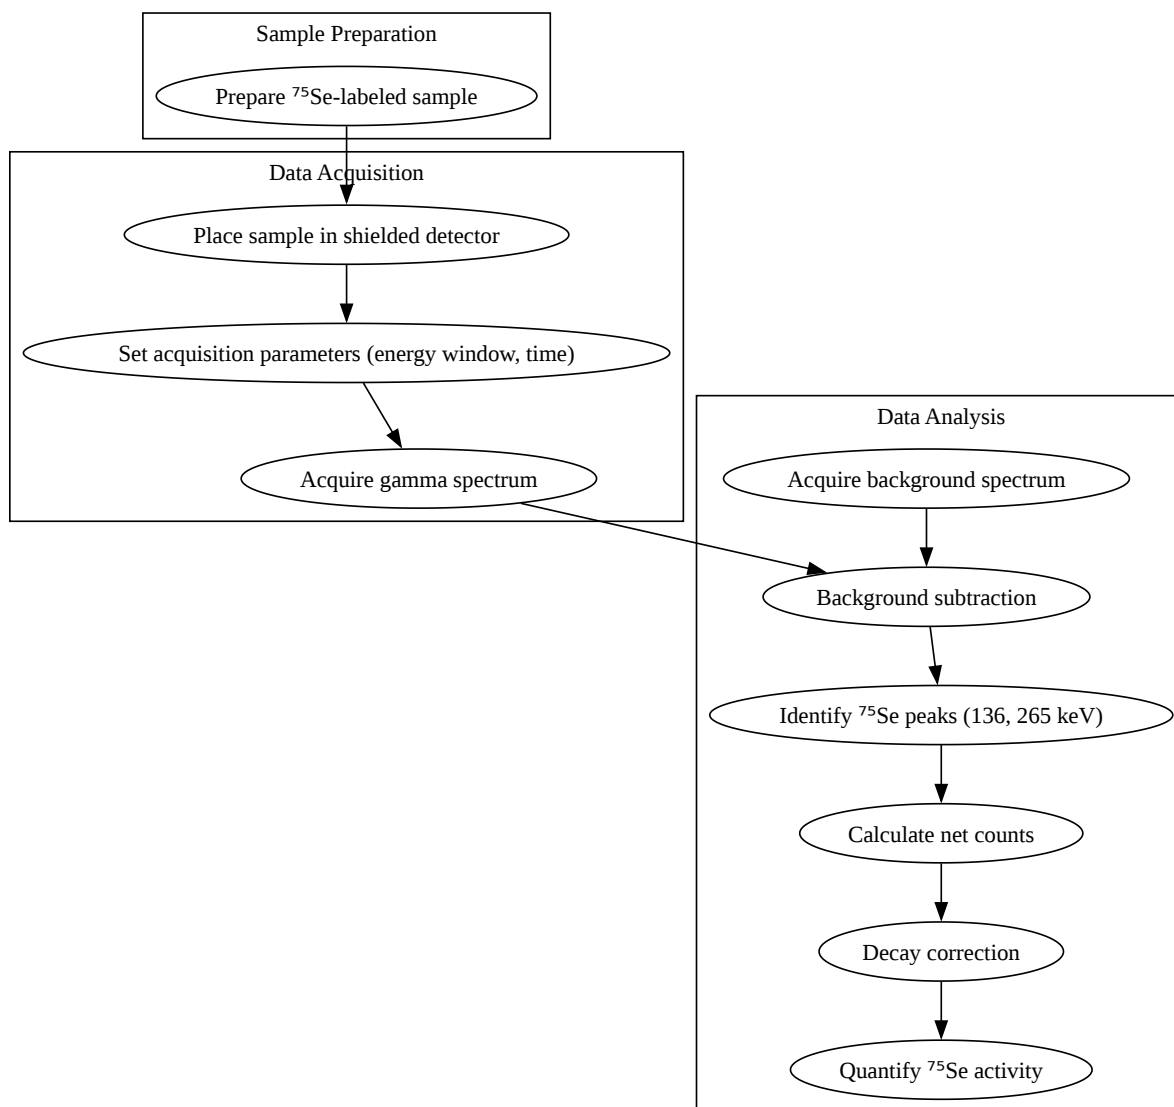 Sample Preparation
Prepare ⁷⁵Se-labeled sample
Data Acquisition
Place sample in shielded detector
Set acquisition parameters (energy window, time)
Acquire gamma spectrum
Data Analysis
Acquire background spectrum
Background subtraction
Identify ⁷⁵Se peaks (136, 265 keV)
Calculate net counts
Decay correction
Quantify ⁷⁵Se activity